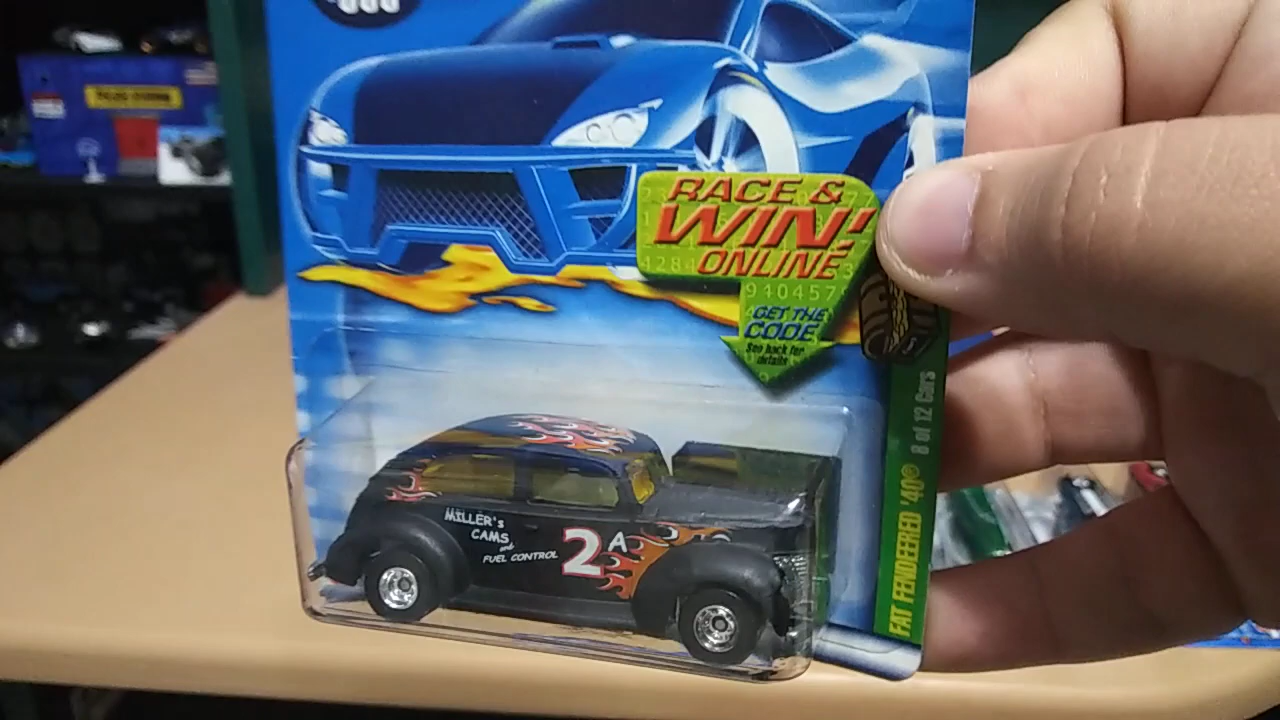 RACE &
WIN!
ONLINE
910457
GET THE
CODE
See back for
details
FAT FENDERED '40® 8 of 12 Cars
MILLER'S
CAMS
and
FUEL CONTROL
2A